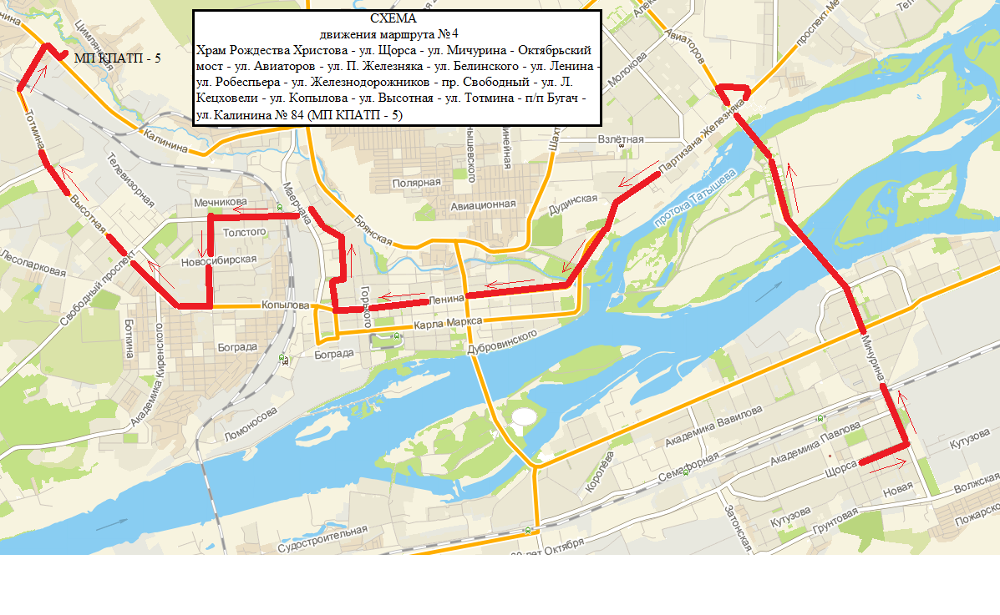 СХЕМА
движения маршрута № 4
Храм Рождества Христова - ул. Щорса - ул. Мичурина - Октябрьский
мост - ул. Авиаторов - ул. П. Железняка - ул. Белинского - ул. Ленина -
ул. Робеспьера - ул. Железнодорожников - пр. Свободный - ул. Л.
Кецховели - ул. Копылова - ул. Высотная - ул. Тотмина - п/п Бугач -
ул. Калинина № 84 (МП КПАТП - 5)
Цимлянская
МП КПАТП - 5
Авиаторов
проспект
Молокова
Тотмина
Калинина
Партизана Железняка
Взлётная
Линейная
Телевизорная
Полярная
Маерчака
Мечникова
Авиационная
Дудинская
протока Татышева
Высотная
Толстого
Брянская
Новосибирская
Лесопарковая
Свободный проспект
Копылова
Горького
Ленина
Карла Маркса
Дубровинского
Боткина
Академика Киренского
Бограда
Бограда
Мичурина
Ломоносова
Академика Вавилова
Академика Павлова
Семафорная
Королёва
Щорса
Кутузова
Новая
Волжская
Кутузова
Грунтовая
Затонская
Судостроительная
лет Октября